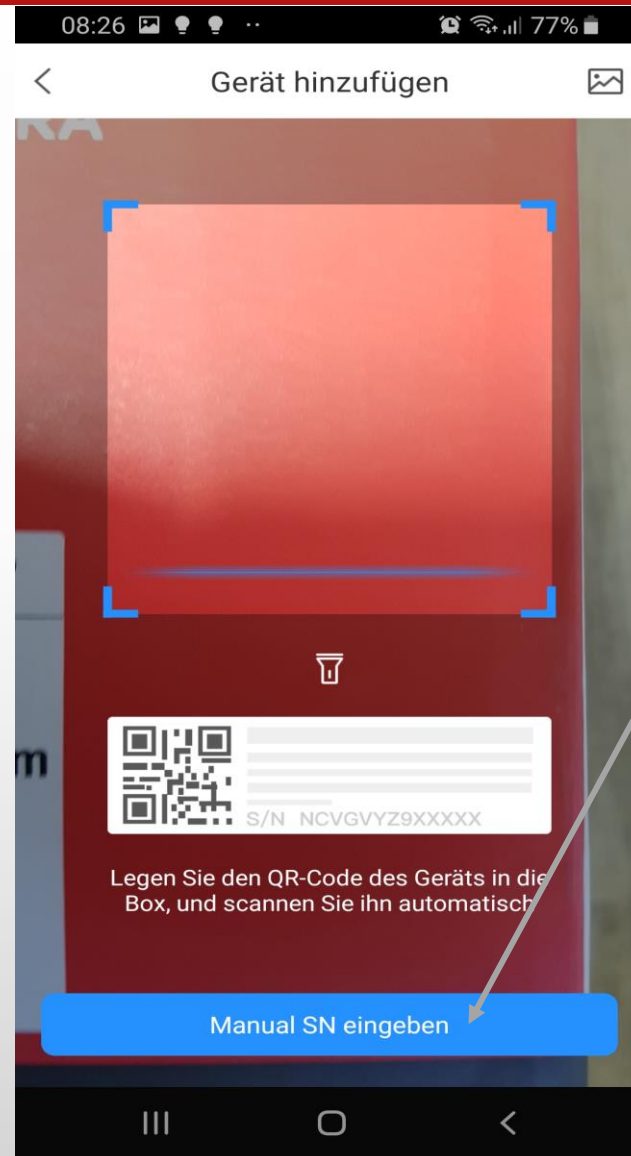 08:26 77%
Gerät hinzufügen
RA
m
S/N NCVGVYZ9XXXXX
Legen Sie den QR-Code des Geräts in die
Box, und scannen Sie ihn automatisch
Manual SN eingeben